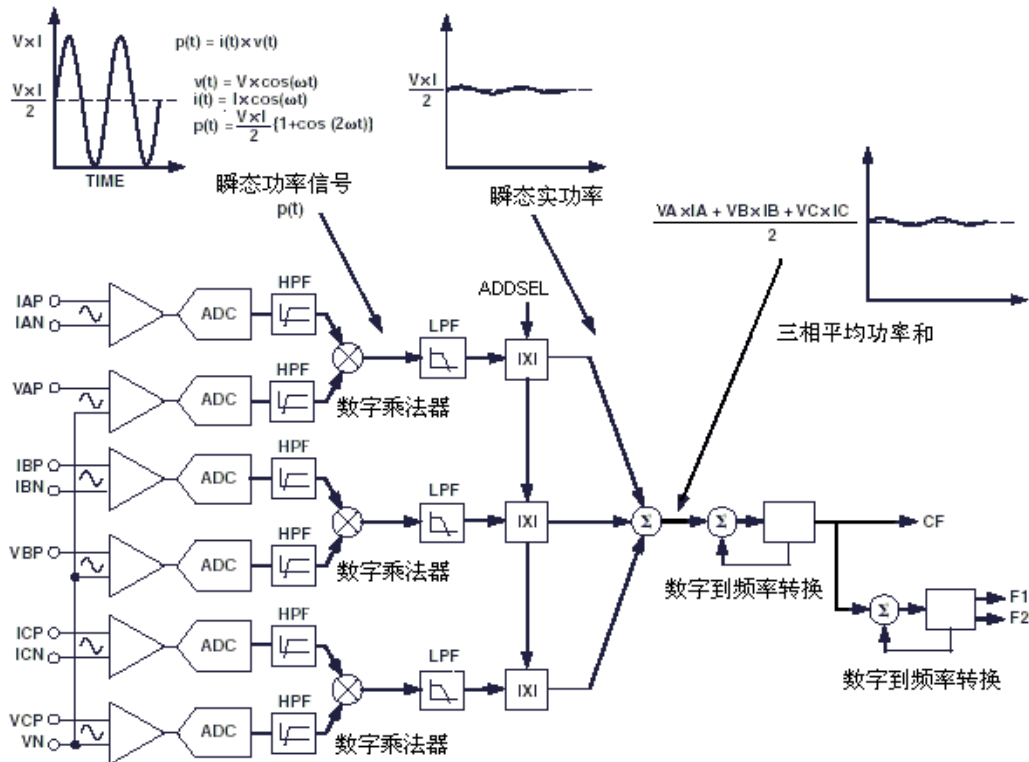 V×I
p(t) = i(t)×v(t)
V×I
2
v(t) = V×cos(ωt)
i(t) = I×cos(ωt)
p(t) = V×I
2
{1+cos (2ωt)}
TIME
V×I
2
瞬态功率信号
p(t)
瞬态实功率
VA×IA + VB×IB + VC×IC
2
三相平均功率和
IAP
IAN
ADC
HPF
ADDSEL
LPF
|X|
VAP
ADC
HPF
数字乘法器
IBP
IBN
ADC
HPF
LPF
|X|
Σ
Σ
CF
VBP
ADC
HPF
数字乘法器
数字到频率转换
Σ
F1
F2
数字到频率转换
ICP
ICN
ADC
HPF
LPF
|X|
VCP
VN
ADC
HPF
数字乘法器